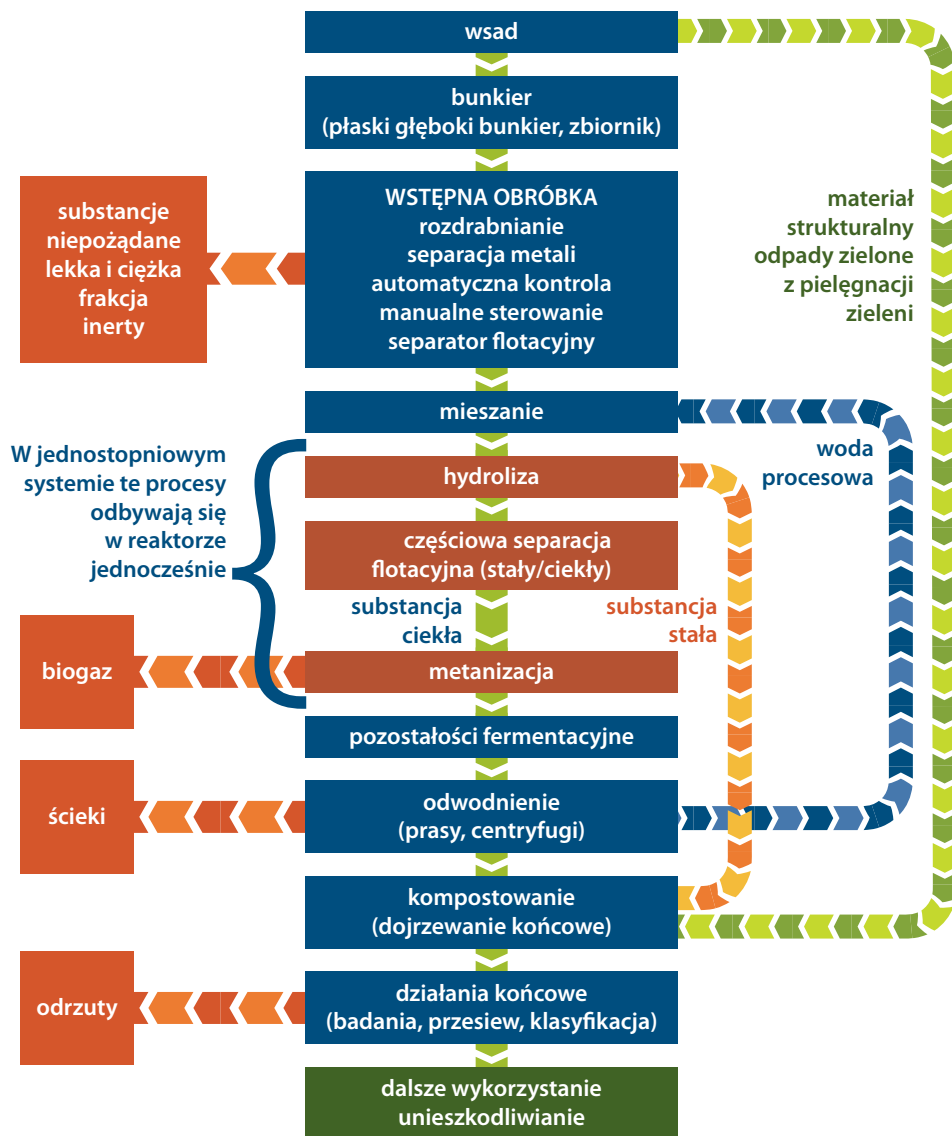 wsad
bunkier
(płaski głęboki bunkier, zbiornik)
substancje
niepożądane
lekka i ciężka
frakcja
inerty
WSTĘPNA OBRÓBKA
rozdrabnianie
separacja metali
automatyczna kontrola
manualne sterowanie
separator flotacyjny
materiał
strukturalny
odpady zielone
z pielęgnacji
zieleni
mieszanie
W jednostopniowym
systemie te procesy
odbywają się
w reaktorze
jednocześnie
hydroliza
woda
procesowa
częściowa separacja
flotacyjna (stały/ciekły)
substancja
ciekła
substancja
stała
biogaz
metanizacja
pozostałości fermentacyjne
ścieki
odwodnienie
(prasy, centryfugi)
kompostowanie
(dojrzewanie końcowe)
odrzuty
działania końcowe
(badania, przesiew, klasyfikacja)
dalsze wykorzystanie
unieszkodliwianie